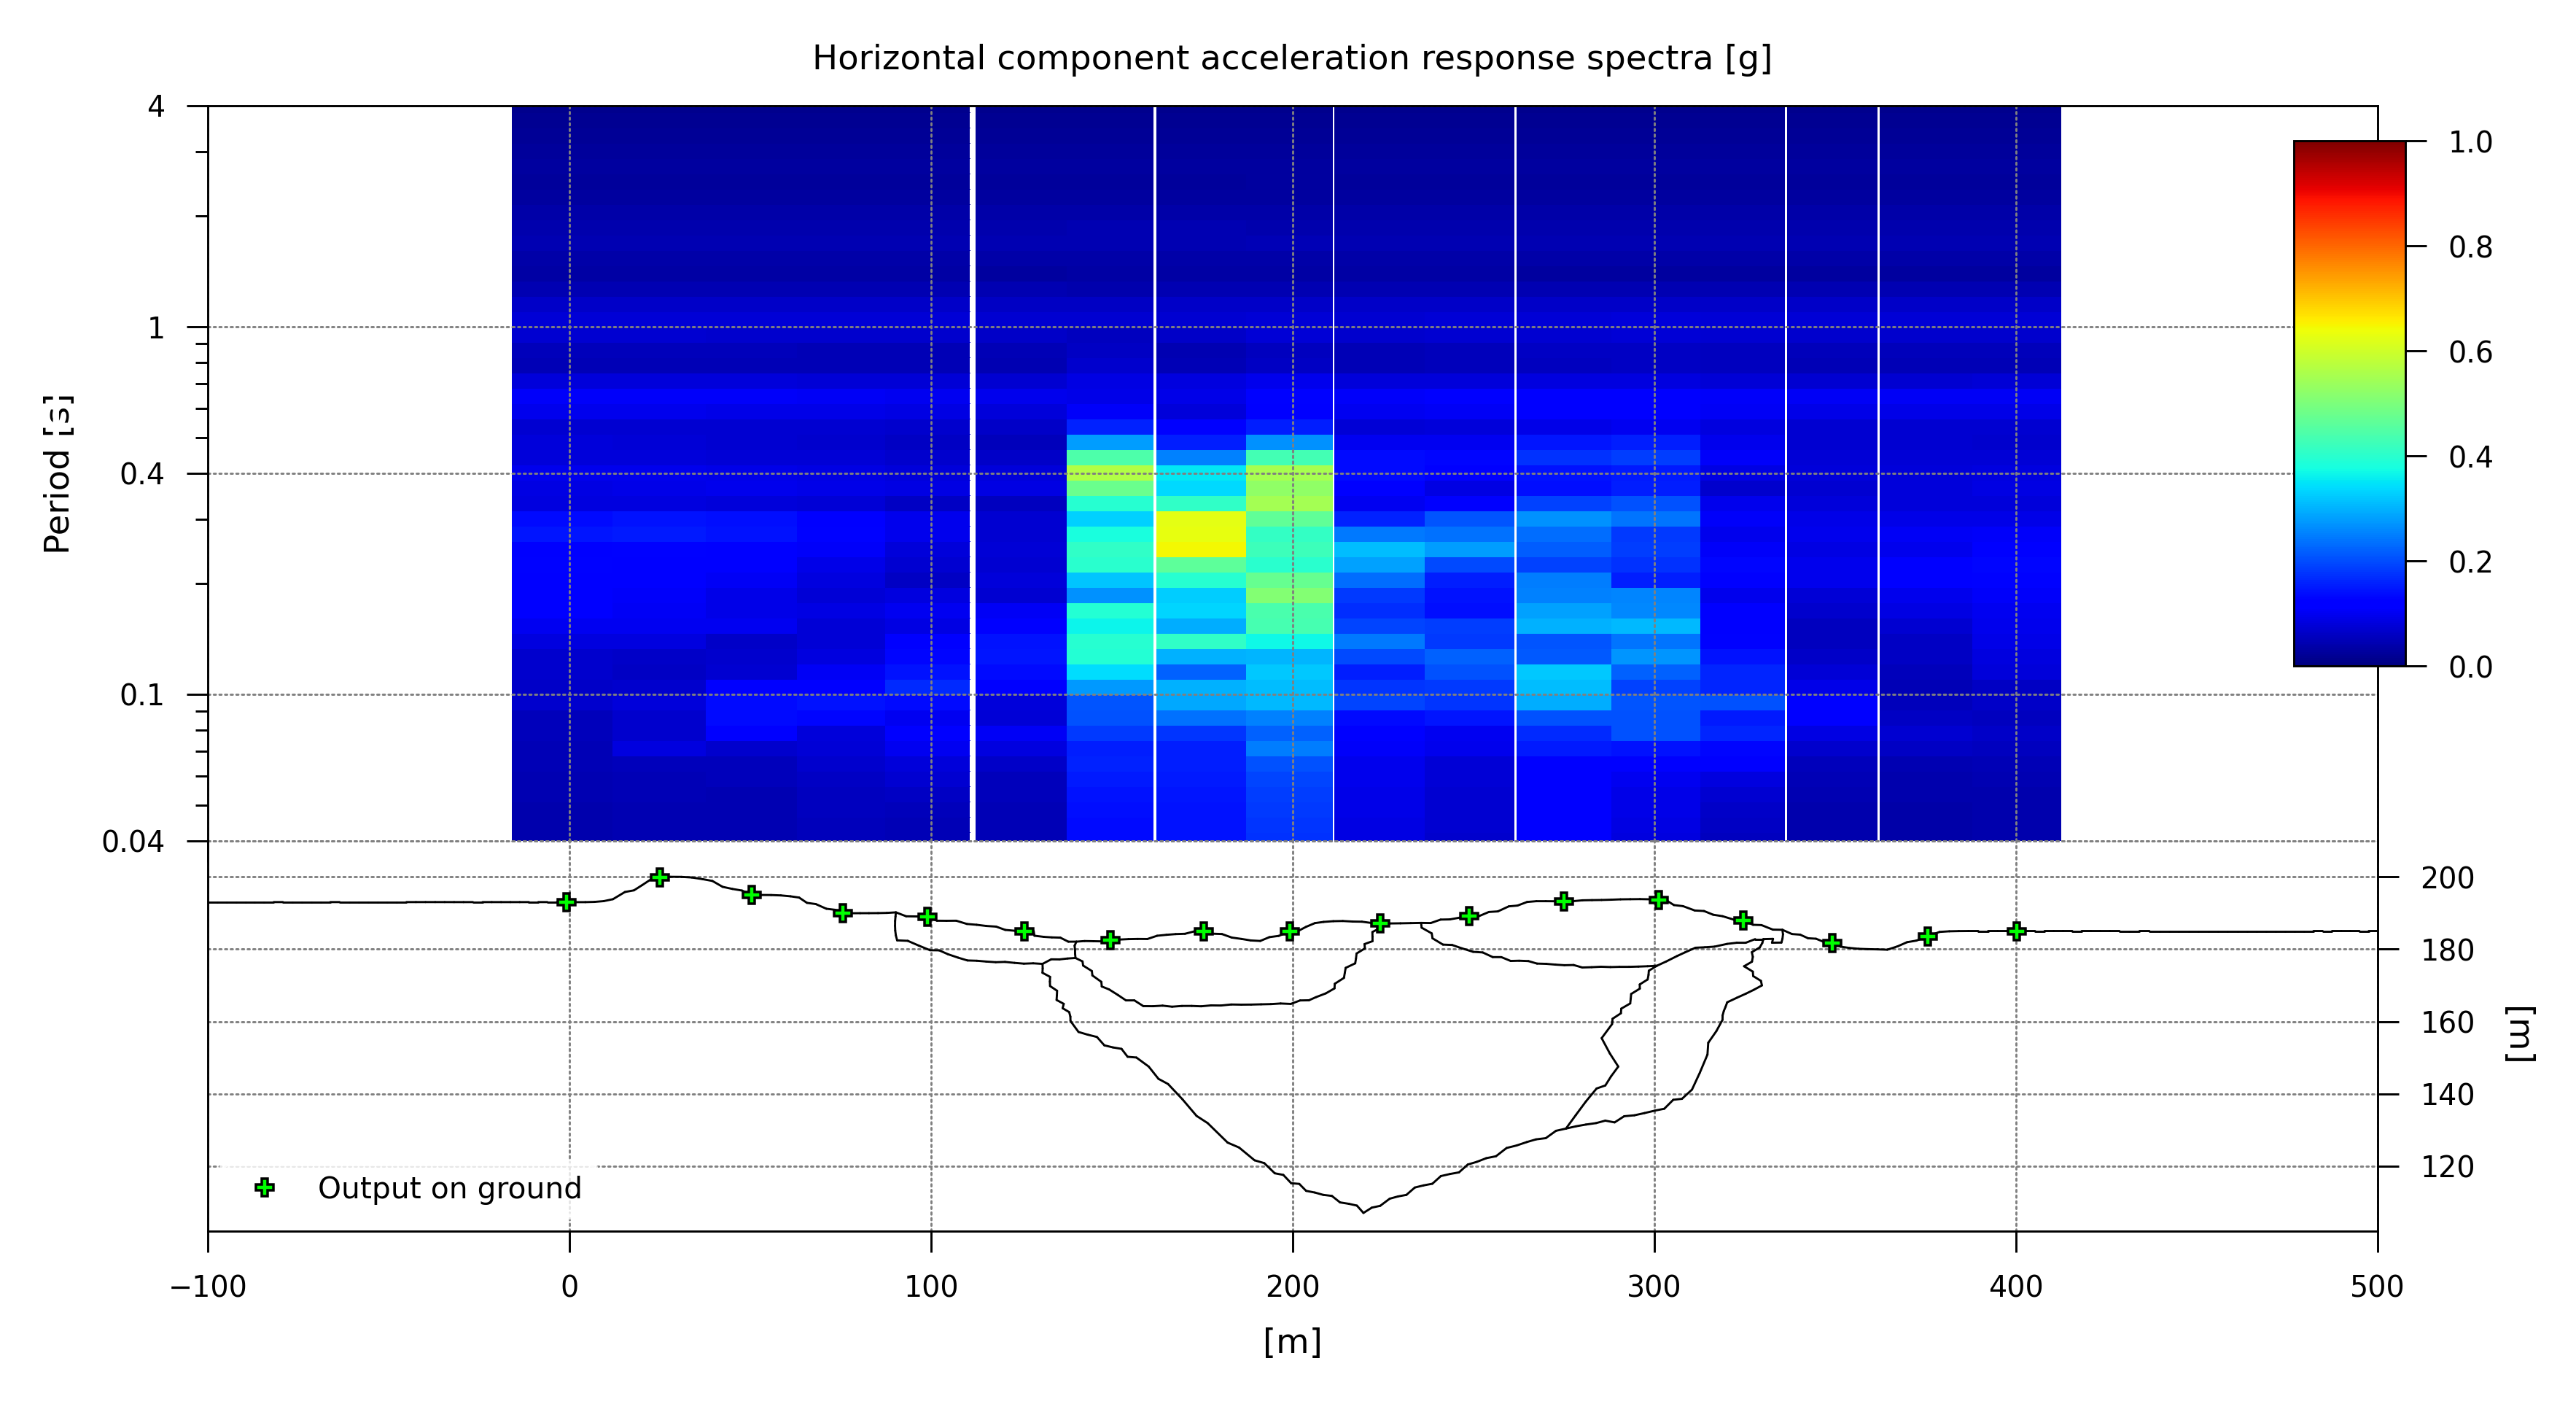 Horizontal component acceleration response spectra [g]
4
1
0.4
0.1
0.04
Period [s]
1.0
0.8
0.6
0.4
0.2
0.0
200
180
160
140
120
[m]
Output on ground
−100 0 100 200 300 400 500
[m]